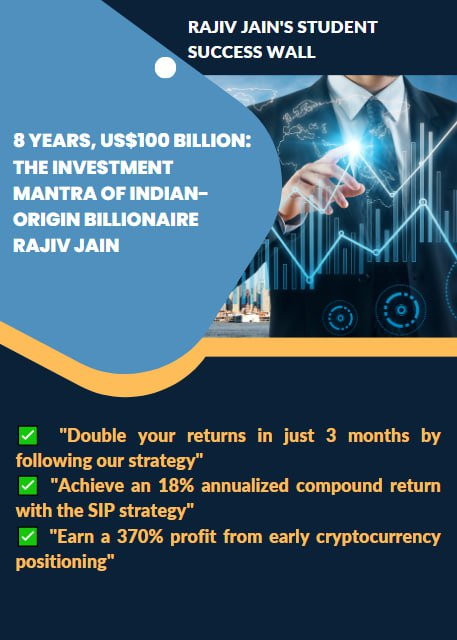 RAJIV JAIN'S STUDENT
SUCCESS WALL
8 YEARS, US$100 BILLION:
THE INVESTMENT
MANTRA OF INDIAN-
ORIGIN BILLIONAIRE
RAJIV JAIN
✅ "Double your returns in just 3 months by
following our strategy"
✅ "Achieve an 18% annualized compound return
with the SIP strategy"
✅ "Earn a 370% profit from early cryptocurrency
positioning"